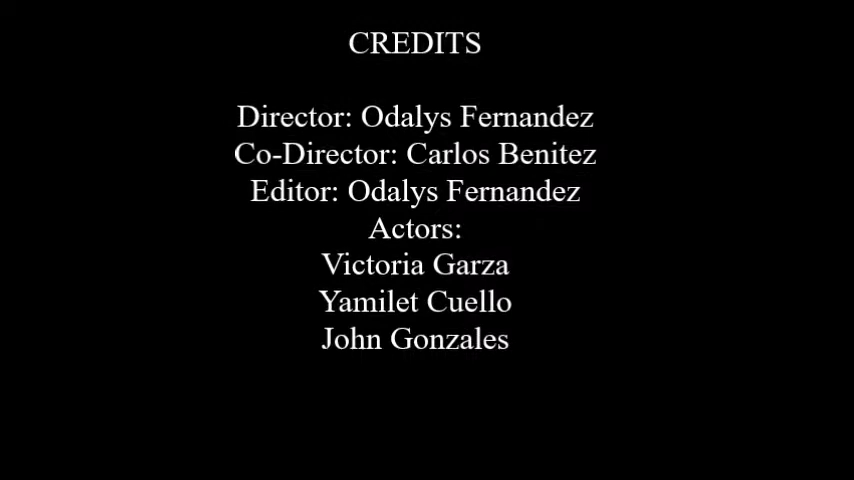 CREDITS
Director: Odalys Fernandez
Co-Director: Carlos Benitez
Editor: Odalys Fernandez
Actors:
Victoria Garza
Yamilet Cuello
John Gonzales